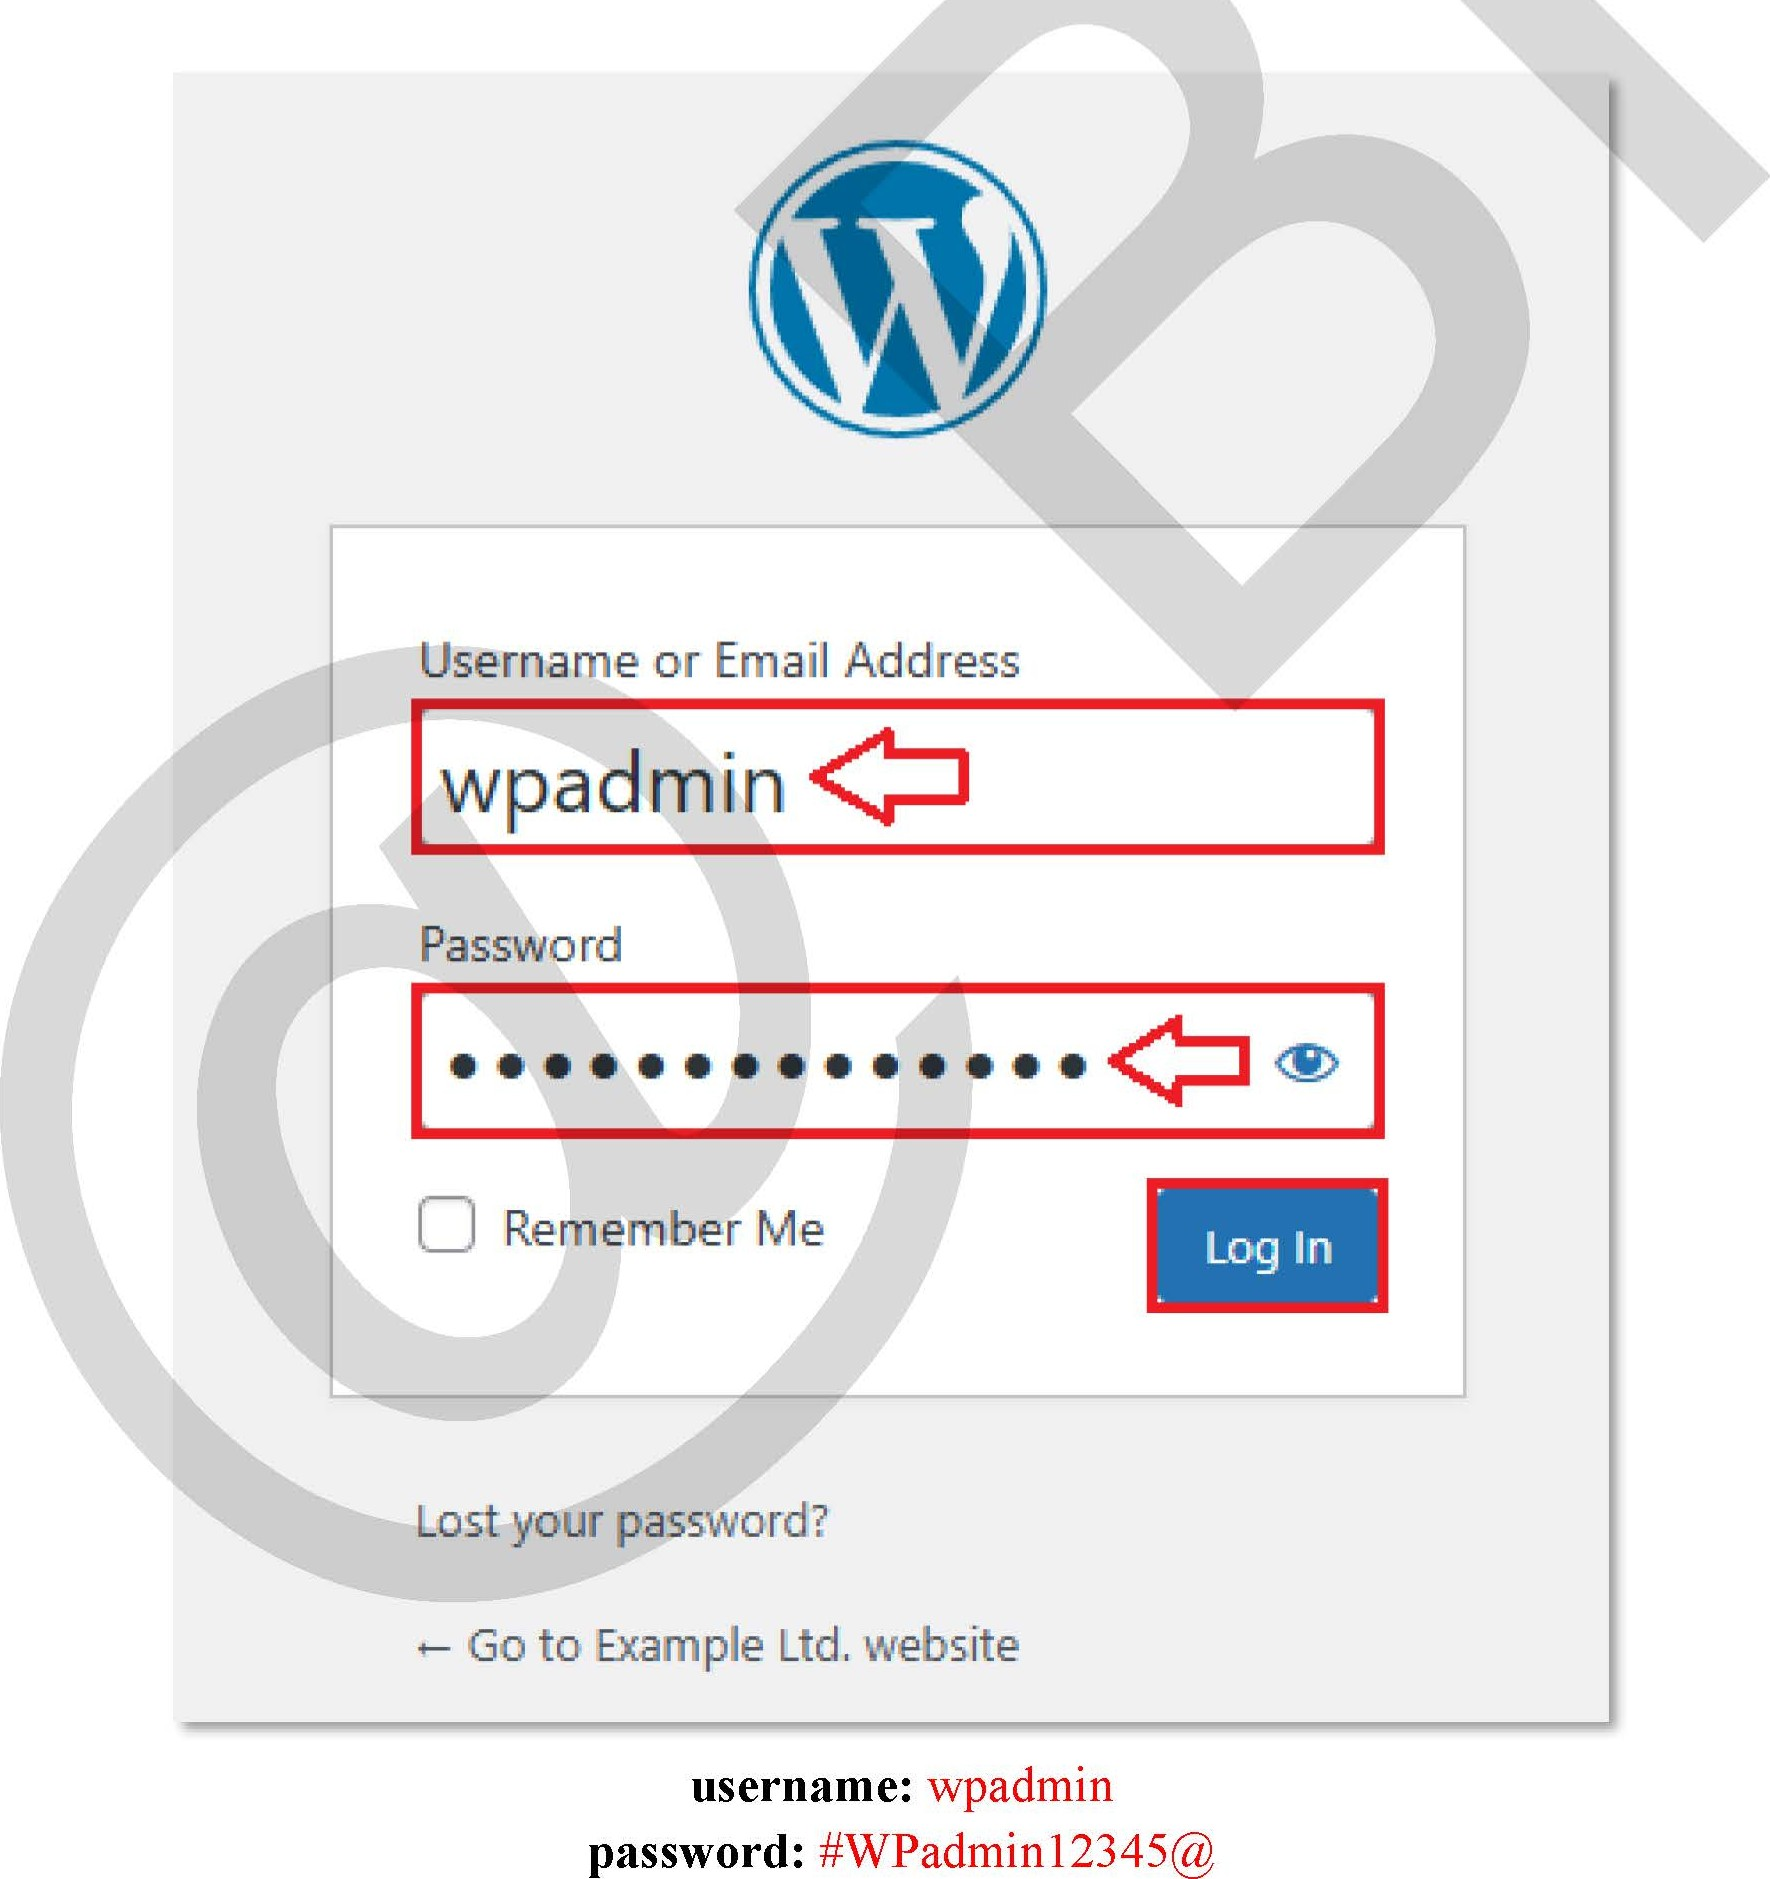 Username or Email Address
wpadmin
Password
Remember Me
Log In
Lost your password?
← Go to Example Ltd. website
username: wpadmin
password: #WPadmin12345@